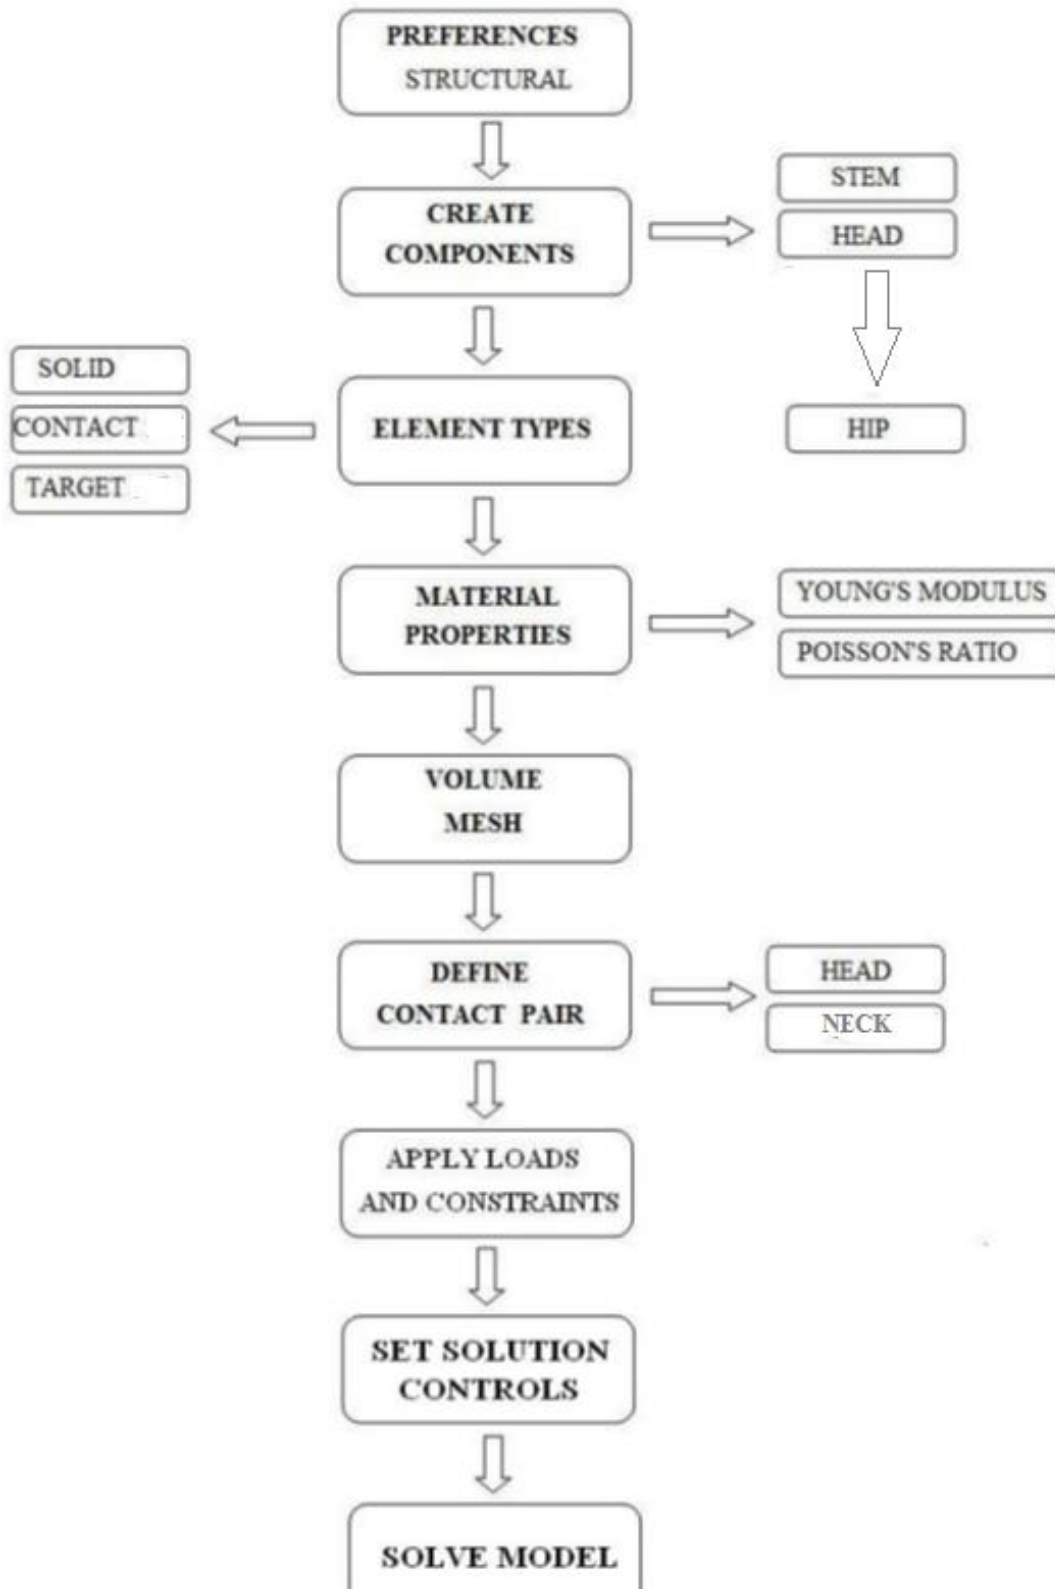 PREFERENCES
STRUCTURAL
CREATE
COMPONENTS
STEM
HEAD
HIP
SOLID
CONTACT
TARGET
ELEMENT TYPES
MATERIAL
PROPERTIES
YOUNG'S MODULUS
POISSON'S RATIO
VOLUME
MESH
DEFINE
CONTACT PAIR
HEAD
NECK
APPLY LOADS
AND CONSTRAINTS
SET SOLUTION
CONTROLS
SOLVE MODEL